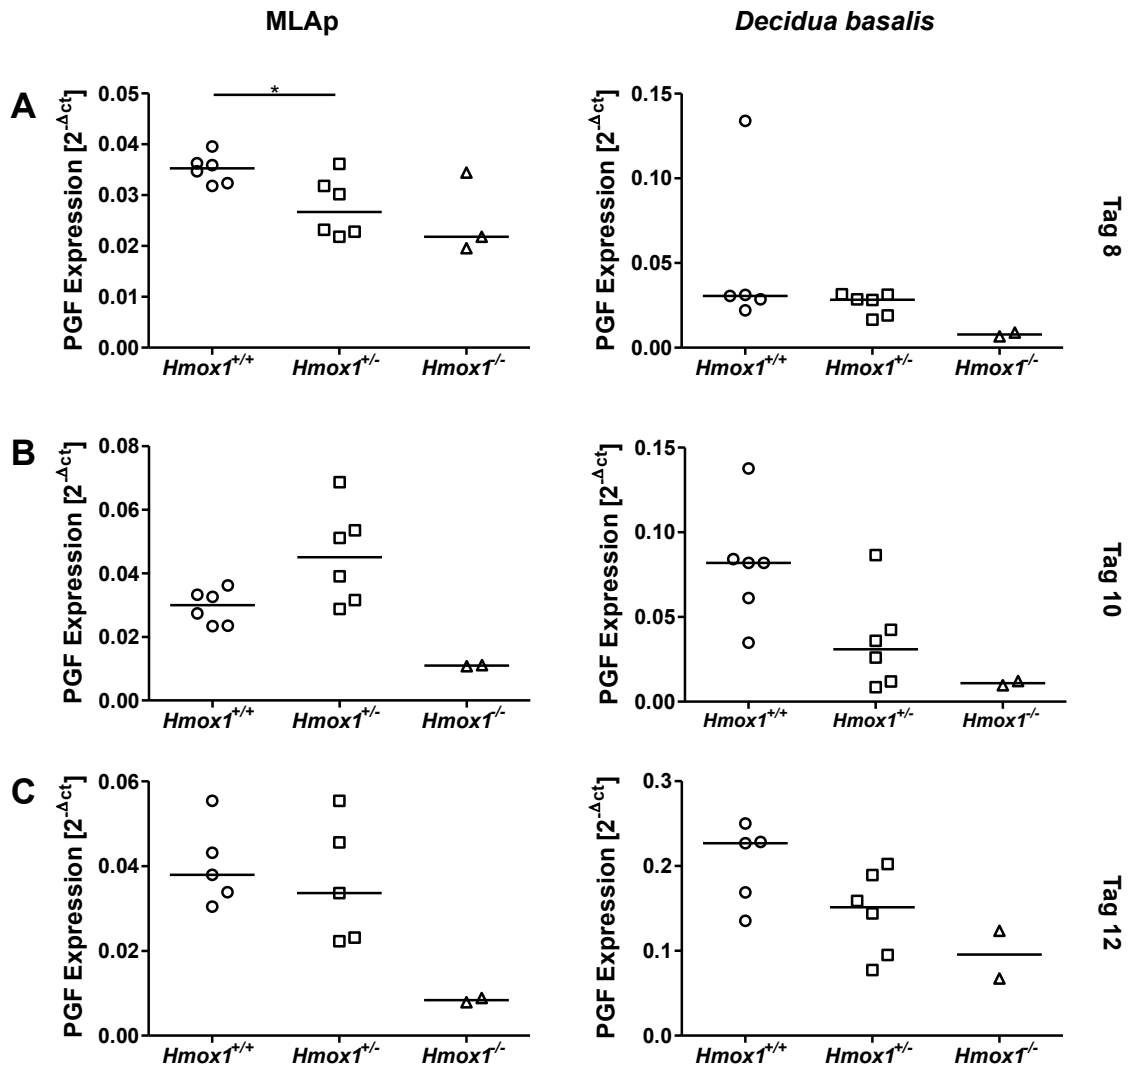 MLAp
Decidua basalis
A
PGF Expression [2^-Δct]
0.05
0.04
0.03
0.02
0.01
0.00
*
Hmox1^+/+
Hmox1^+/-
Hmox1^-/-
PGF Expression [2^-Δct]
0.15
0.10
0.05
0.00
Hmox1^+/+
Hmox1^+/-
Hmox1^-/-
Tag 8
B
PGF Expression [2^-Δct]
0.08
0.06
0.04
0.02
0.00
Hmox1^+/+
Hmox1^+/-
Hmox1^-/-
PGF Expression [2^-Δct]
0.15
0.10
0.05
0.00
Hmox1^+/+
Hmox1^+/-
Hmox1^-/-
Tag 10
C
PGF Expression [2^-Δct]
0.06
0.04
0.02
0.00
Hmox1^+/+
Hmox1^+/-
Hmox1^-/-
PGF Expression [2^-Δct]
0.3
0.2
0.1
0.0
Hmox1^+/+
Hmox1^+/-
Hmox1^-/-
Tag 12